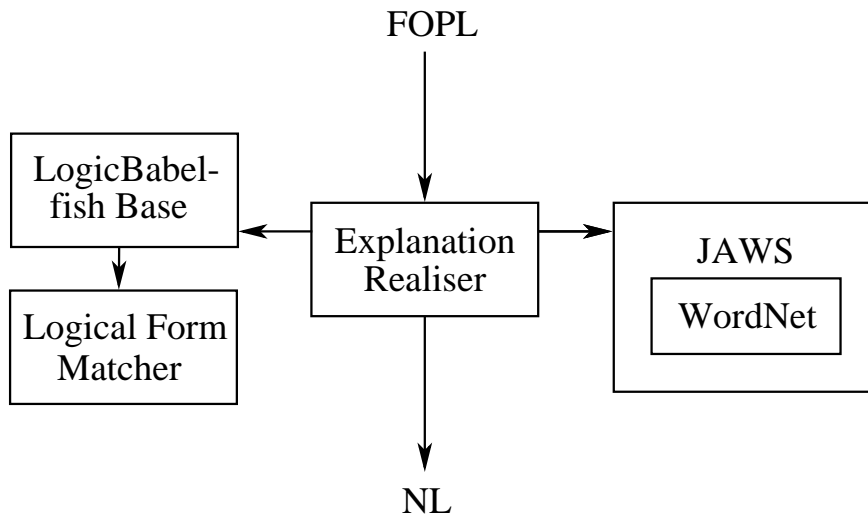 FOPL
LogicBabel-
fish Base
Explanation
Realiser
JAWS
WordNet
Logical Form
Matcher
NL